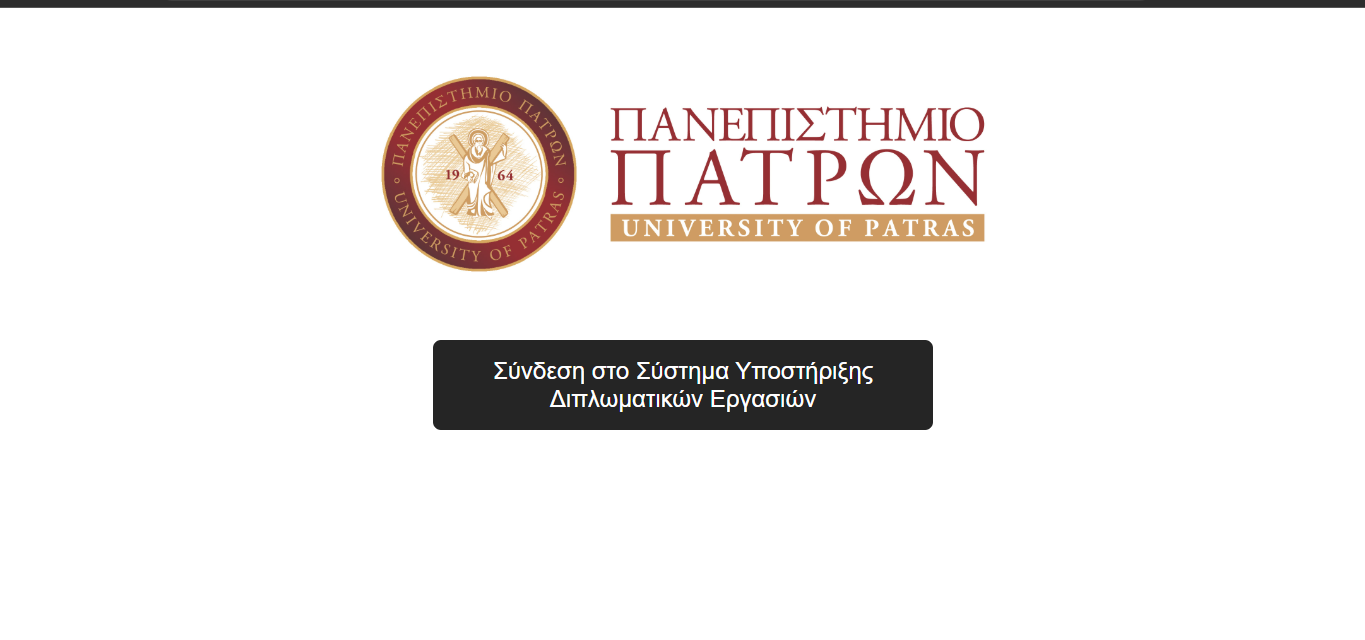 ΠΑΝΕΠΙΣΤΗΜΙΟ ΠΑΤΡΩΝ
UNIVERSITY OF PATRAS
19 64
ΠΑΝΕΠΙΣΤΗΜΙΟ
ΠΑΤΡΩΝ
UNIVERSITY OF PATRAS
Σύνδεση στο Σύστημα Υποστήριξης
Διπλωματικών Εργασιών